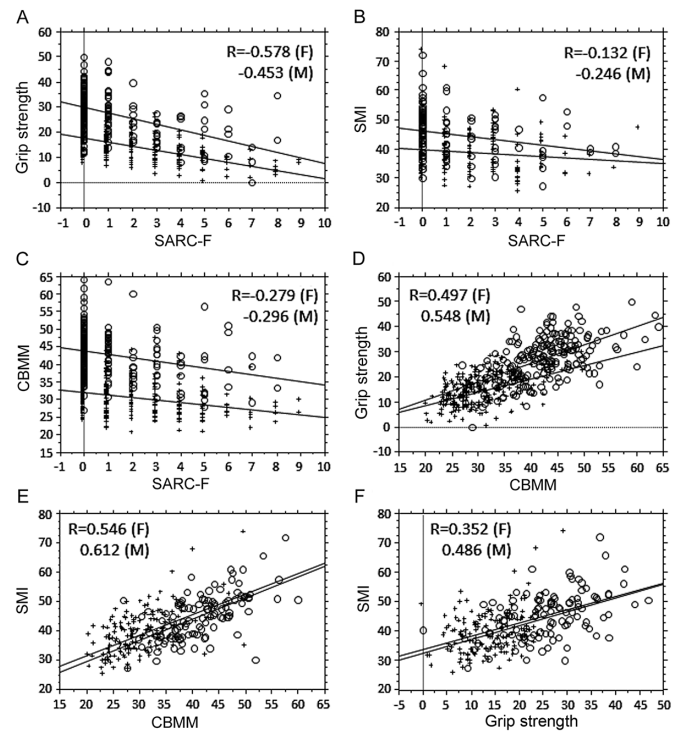 A
60
50
40
30
20
10
0
-10
Grip strength
R=-0.578 (F)
-0.453 (M)
-1 0 1 2 3 4 5 6 7 8 9 10
SARC-F
B
80
70
60
50
40
30
20
SMI
R=-0.132 (F)
-0.246 (M)
-1 0 1 2 3 4 5 6 7 8 9 10
SARC-F
C
65
60
55
50
45
40
35
30
25
20
15
CBMM
R=-0.279 (F)
-0.296 (M)
-1 0 1 2 3 4 5 6 7 8 9 10
SARC-F
D
60
50
40
30
20
10
0
-10
Grip strength
R=0.497 (F)
0.548 (M)
15 20 25 30 35 40 45 50 55 60 65
CBMM
E
80
70
60
50
40
30
20
SMI
R=0.546 (F)
0.612 (M)
15 20 25 30 35 40 45 50 55 60 65
CBMM
F
80
70
60
50
40
30
20
SMI
R=0.352 (F)
0.486 (M)
-5 0 5 10 15 20 25 30 35 40 45 50
Grip strength